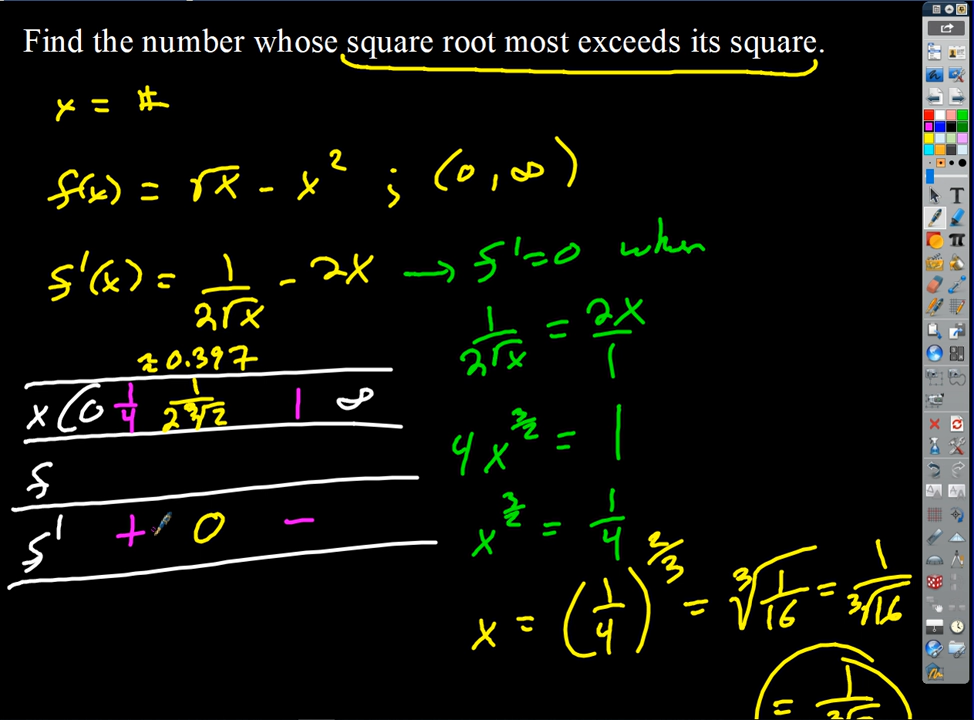 Find the number whose square root most exceeds its square.
x = #
f(x) = √x - x² ; (0, ∞)
f'(x) = 1/(2√x) - 2x → f' = 0 when
1/(2√x) = 2x/1
≈ 0.397
x (0 1/4 1/(2∛2) 1 ∞
4x^(3/2) = 1
f
x^(3/2) = 1/4
f' + 0 -
x = (1/4)^(2/3) = ∛(1/16) = 1/∛16
= 1/
T
π